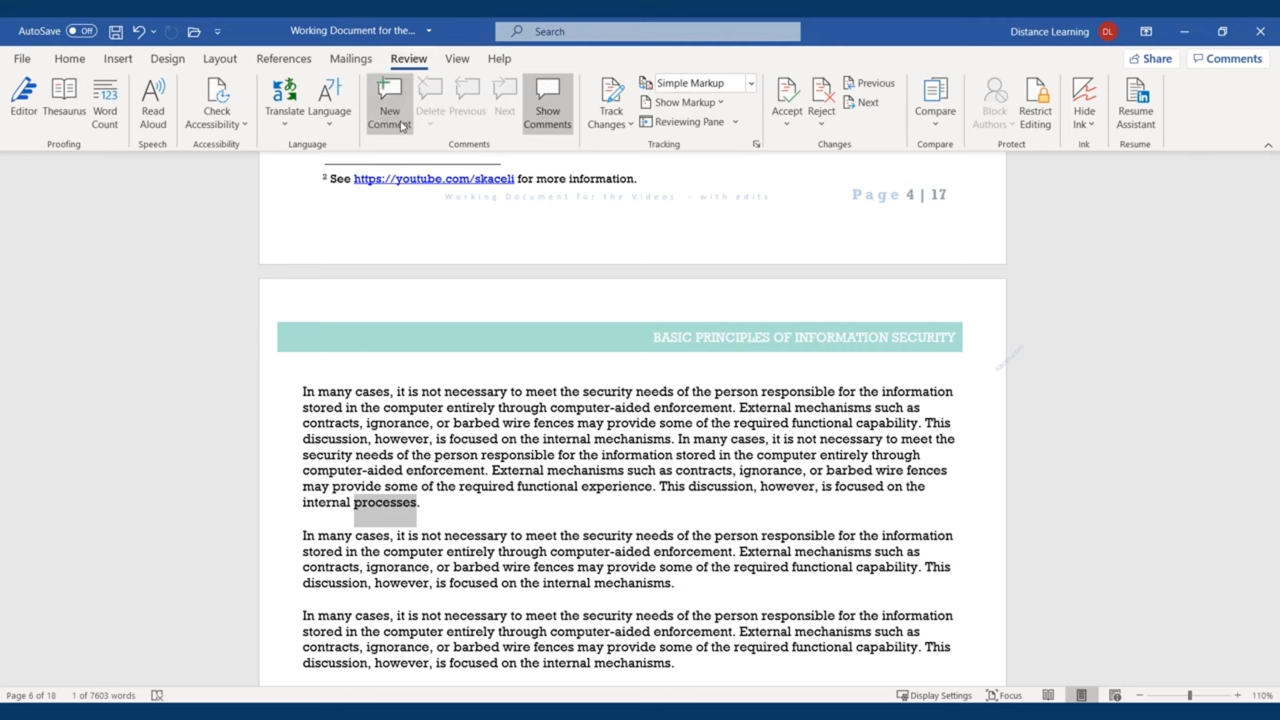 AutoSave Off Working Document for the... Search Distance Learning DL
File Home Insert Design Layout References Mailings Review View Help Share Comments
Editor Thesaurus Word Count
Proofing
Read Aloud
Speech
Check Accessibility
Accessibility
Translate Language
Language
New Comment Delete Previous Next Show Comments
Comments
Track Changes
Simple Markup
Show Markup
Reviewing Pane
Tracking
Accept Reject
Previous
Next
Changes
Compare
Compare
Block Authors Restrict Editing
Protect
Hide Ink
Ink
Resume Assistant
Resume
2 See https://youtube.com/skaceli for more information.
Working Document for the Videos - with edits
Page 4 | 17
BASIC PRINCIPLES OF INFORMATION SECURITY
In many cases, it is not necessary to meet the security needs of the person responsible for the information
stored in the computer entirely through computer-aided enforcement. External mechanisms such as
contracts, ignorance, or barbed wire fences may provide some of the required functional capability. This
discussion, however, is focused on the internal mechanisms. In many cases, it is not necessary to meet the
security needs of the person responsible for the information stored in the computer entirely through
computer-aided enforcement. External mechanisms such as contracts, ignorance, or barbed wire fences
may provide some of the required functional experience. This discussion, however, is focused on the
internal processes.
In many cases, it is not necessary to meet the security needs of the person responsible for the information
stored in the computer entirely through computer-aided enforcement. External mechanisms such as
contracts, ignorance, or barbed wire fences may provide some of the required functional capability. This
discussion, however, is focused on the internal mechanisms.
In many cases, it is not necessary to meet the security needs of the person responsible for the information
stored in the computer entirely through computer-aided enforcement. External mechanisms such as
contracts, ignorance, or barbed wire fences may provide some of the required functional capability. This
discussion, however, is focused on the internal mechanisms.
Page 6 of 18 1 of 7603 words Display Settings Focus 110%